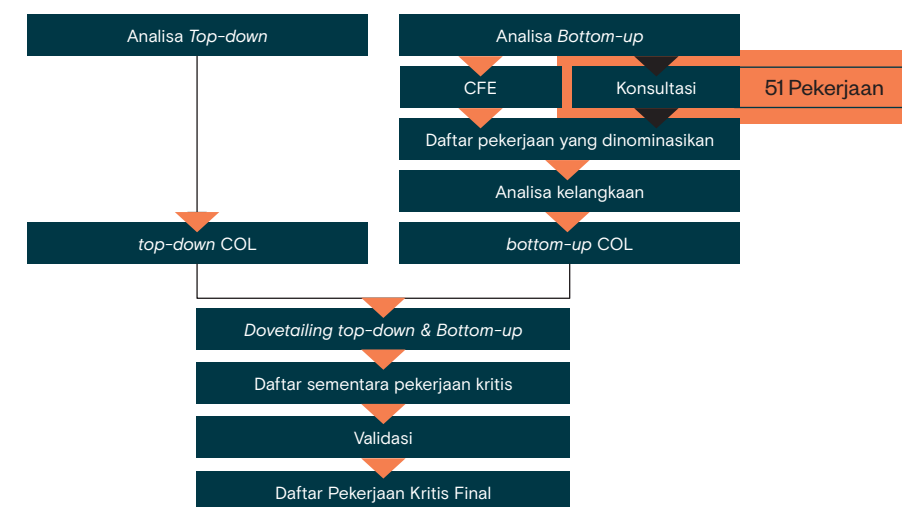 Analisa Top-down
Analisa Bottom-up
CFE
Konsultasi
51 Pekerjaan
Daftar pekerjaan yang dinominasikan
Analisa kelangkaan
top-down COL
bottom-up COL
Dovetailing top-down & Bottom-up
Daftar sementara pekerjaan kritis
Validasi
Daftar Pekerjaan Kritis Final